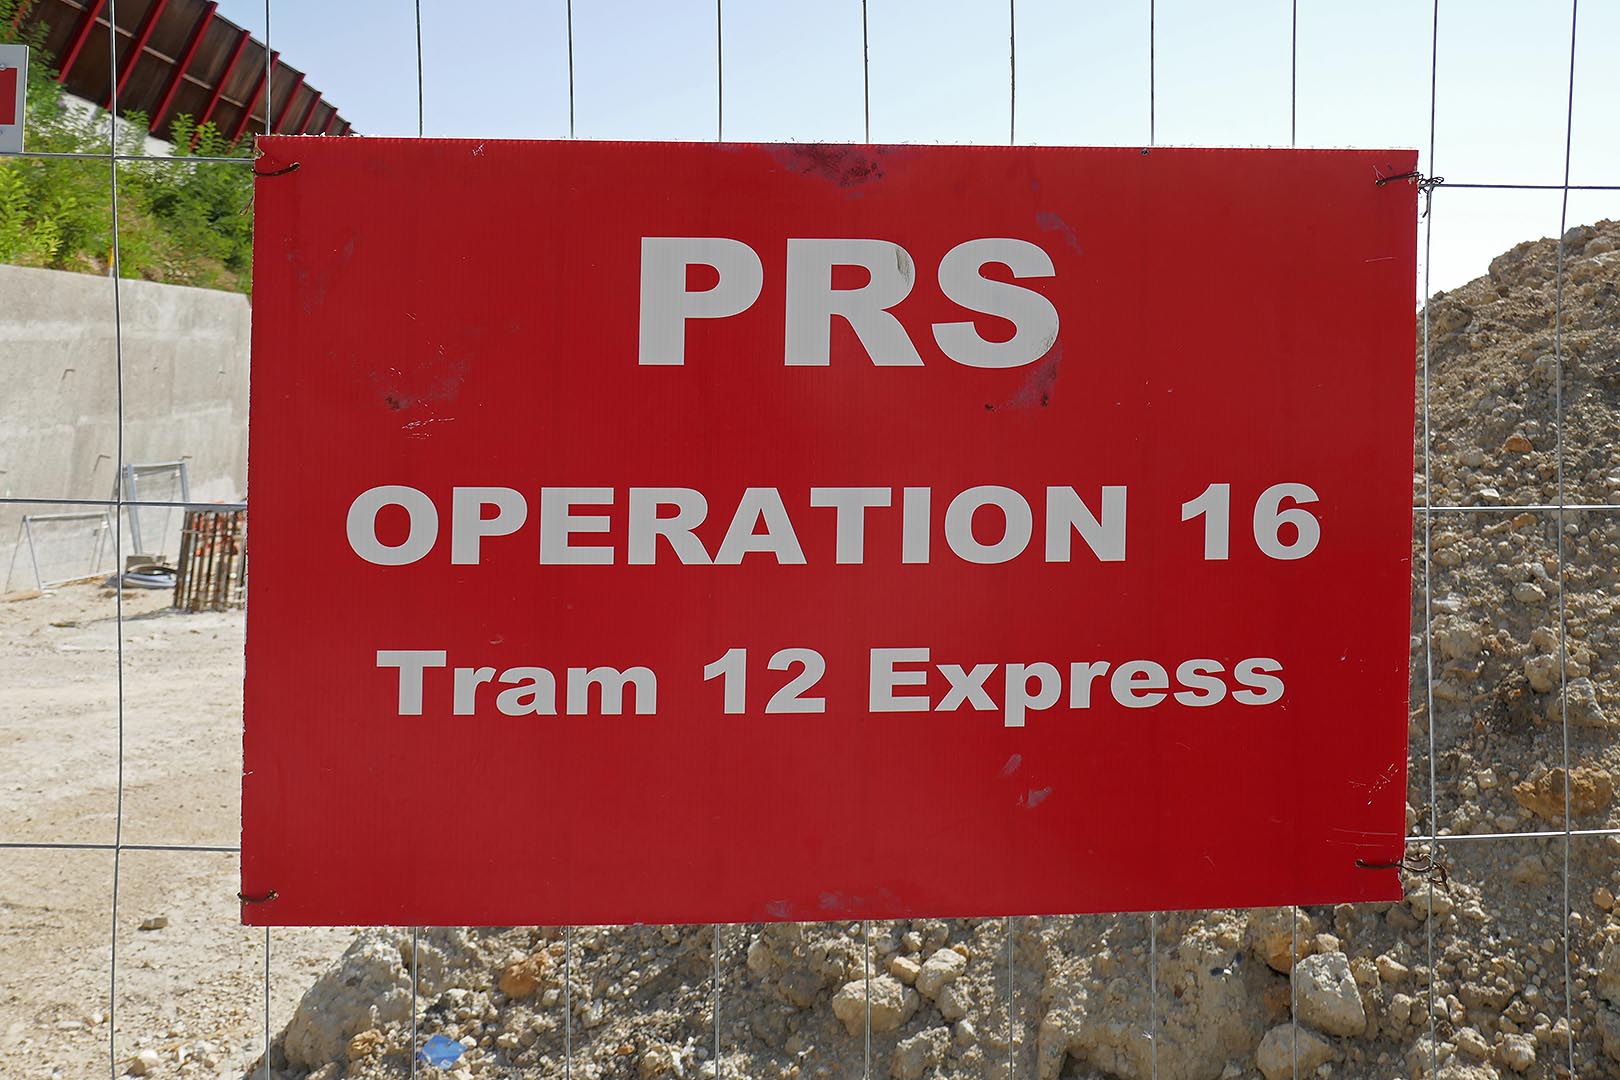 PRS
OPERATION 16
Tram 12 Express